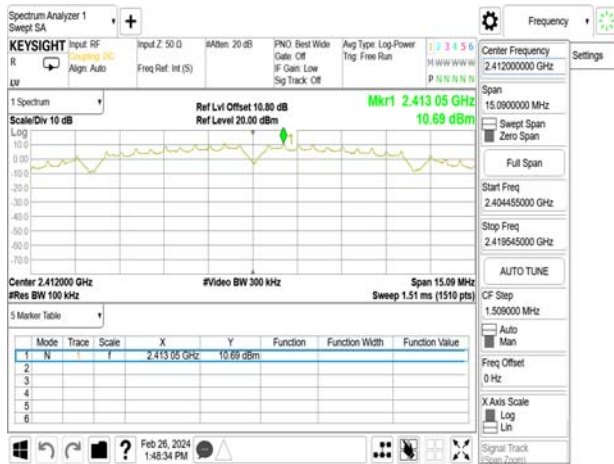 Spectrum Analyzer 1
Swept SA
+
Frequency
KEYSIGHT
R
LV
Input: RF
Coupling: DC
Align: Auto
Input Z: 50 Ω
Freq Ref: Int (S)
#Atten: 20 dB
PNO: Best Wide
Gate: Off
IF Gain: Low
Sig Track: Off
Avg Type: Log-Power
Trig: Free Run
1 2 3 4 5 6
M W W W W W
P N N N N N
Center Frequency
2.412000000 GHz
Settings
Span
15.0900000 MHz
Swept Span
Zero Span
Full Span
Start Freq
2.404455000 GHz
Stop Freq
2.419545000 GHz
AUTO TUNE
CF Step
1.509000 MHz
Auto
Man
Freq Offset
0 Hz
X Axis Scale
Log
Lin
Signal Track
(Span Zoom)
1 Spectrum
Scale/Div 10 dB
Ref Lvl Offset 10.80 dB
Ref Level 20.00 dBm
Mkr1 2.413 05 GHz
10.69 dBm
Log
10.0
0.00
-10.0
-20.0
-30.0
-40.0
-50.0
-60.0
-70.0
1
Center 2.412000 GHz
#Res BW 100 kHz
#Video BW 300 kHz
Span 15.09 MHz
Sweep 1.51 ms (1510 pts)
5 Marker Table
Mode Trace Scale X Y Function Function Width Function Value
1 N 1 f 2.413 05 GHz 10.69 dBm
2
3
4
5
6
?
Feb 26, 2024
1:48:34 PM